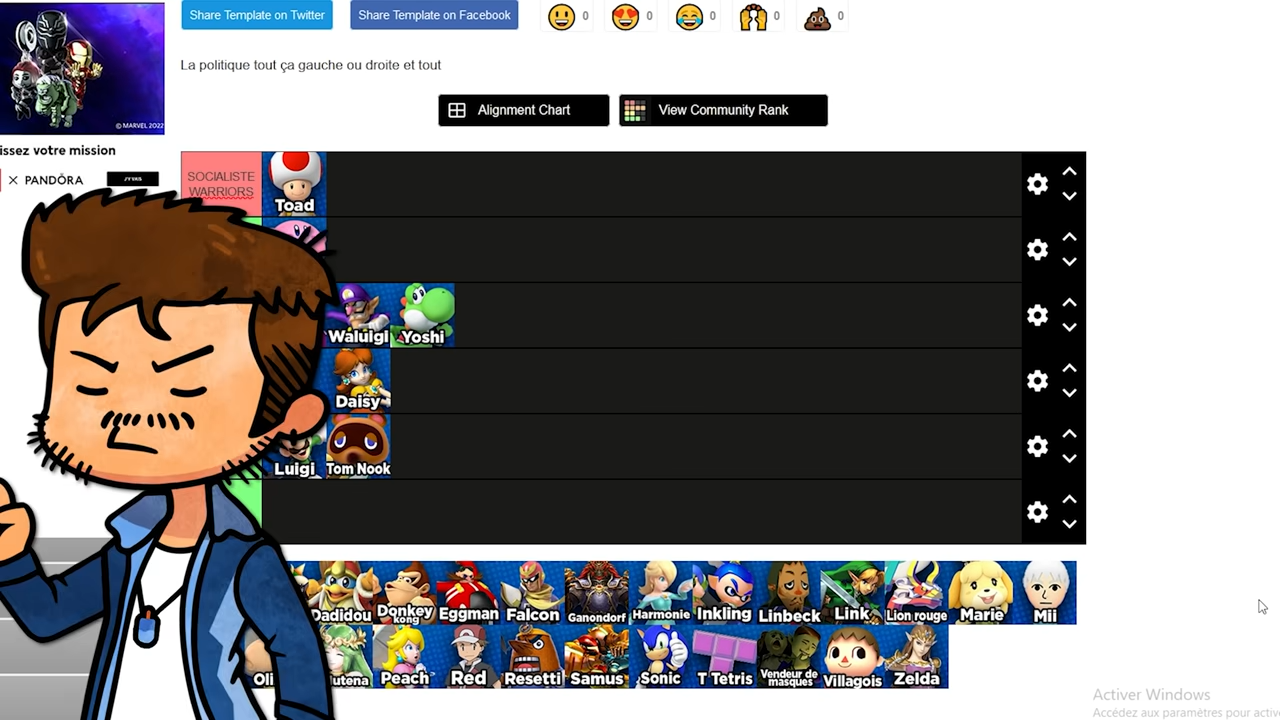 Share Template on Twitter
Share Template on Facebook
0
0
0
0
0
La politique tout ça gauche ou droite et tout
© MARVEL 2022
Alignment Chart
View Community Rank
issez votre mission
PANDÖRA
SOCIALISTE
WARRIORS
Toad
Waluigi
Yoshi
Daisy
Luigi
Tom Nook
Dadidou
Donkey
kong
Eggman
Falcon
Ganondorf
Harmonie
Inkling
Linbeck
Link
Lion rouge
Marie
Mii
Oli
lutena
Peach
Red
Resetti
Samus
Sonic
T Tetris
Vendeur de
masques
Villagois
Zelda
Activer Windows
Accédez aux paramètres pour active